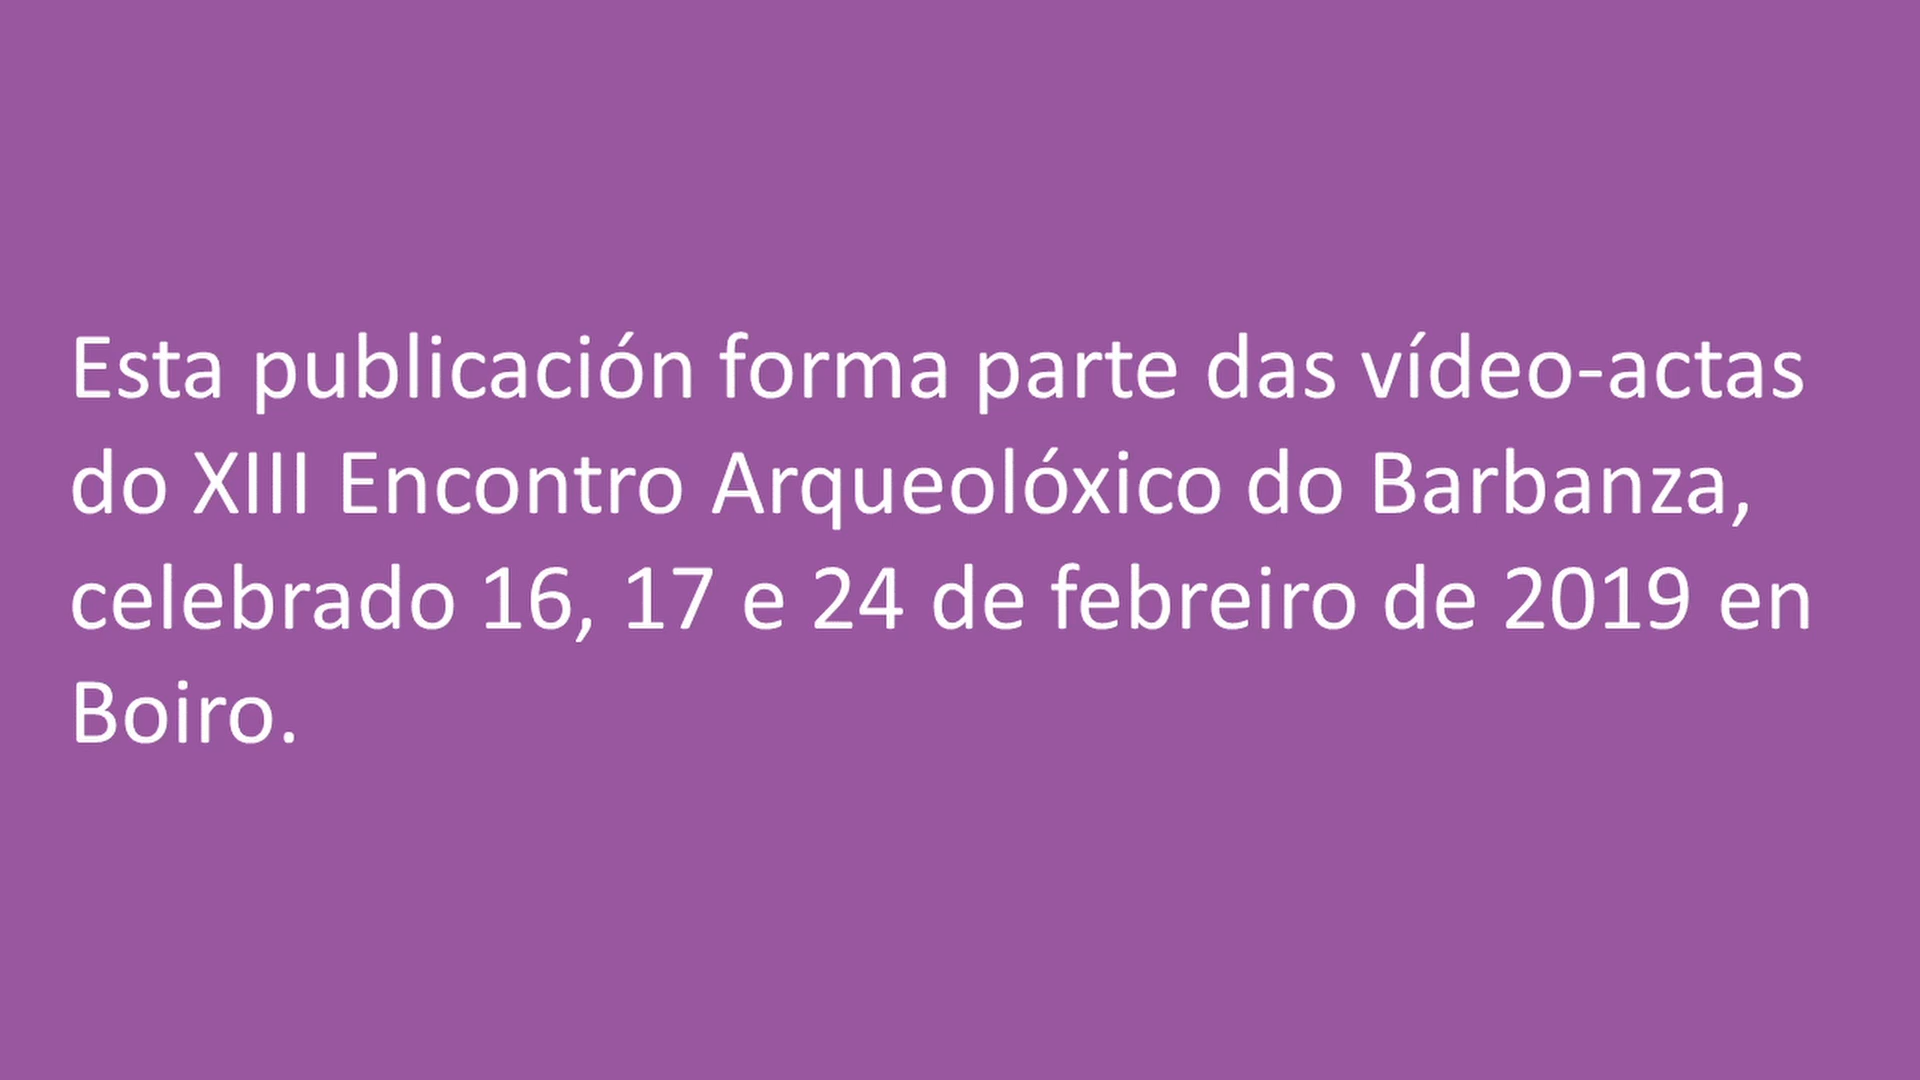 Esta publicación forma parte das vídeo-actas
do XIII Encontro Arqueolóxico do Barbanza,
celebrado 16, 17 e 24 de febreiro de 2019 en
Boiro.